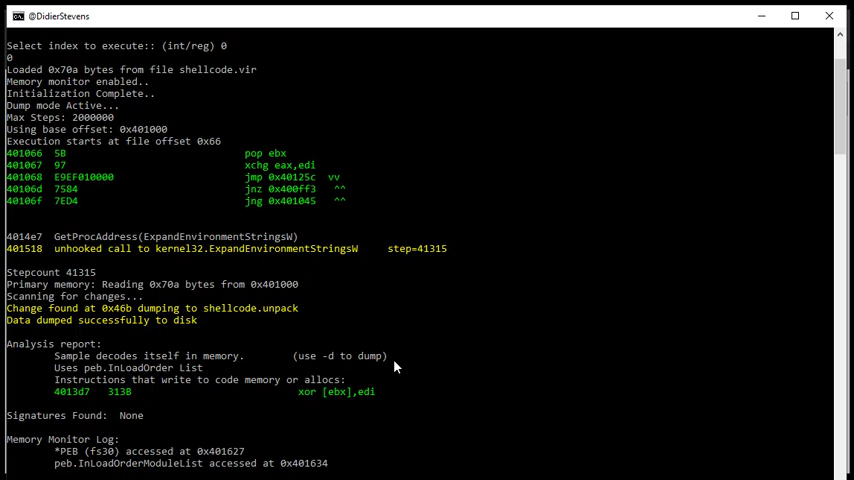 @DidierStevens
Select index to execute:: (int/reg) 0
0
Loaded 0x70a bytes from file shellcode.vir
Memory monitor enabled..
Initialization Complete..
Dump mode Active...
Max Steps: 2000000
Using base offset: 0x401000
Execution starts at file offset 0x66
401066 5B pop ebx
401067 97 xchg eax,edi
401068 E9EF010000 jmp 0x40125c vv
40106d 7584 jnz 0x400ff3 ^^
40106f 7ED4 jng 0x401045 ^^
4014e7 GetProcAddress(ExpandEnvironmentStringsW)
401518 unhooked call to kernel32.ExpandEnvironmentStringsW step=41315
Stepcount 41315
Primary memory: Reading 0x70a bytes from 0x401000
Scanning for changes...
Change found at 0x46b dumping to shellcode.unpack
Data dumped successfully to disk
Analysis report:
Sample decodes itself in memory. (use -d to dump)
Uses peb.InLoadOrder List
Instructions that write to code memory or allocs:
4013d7 313B xor [ebx],edi
Signatures Found: None
Memory Monitor Log:
*PEB (fs30) accessed at 0x401627
peb.InLoadOrderModuleList accessed at 0x401634